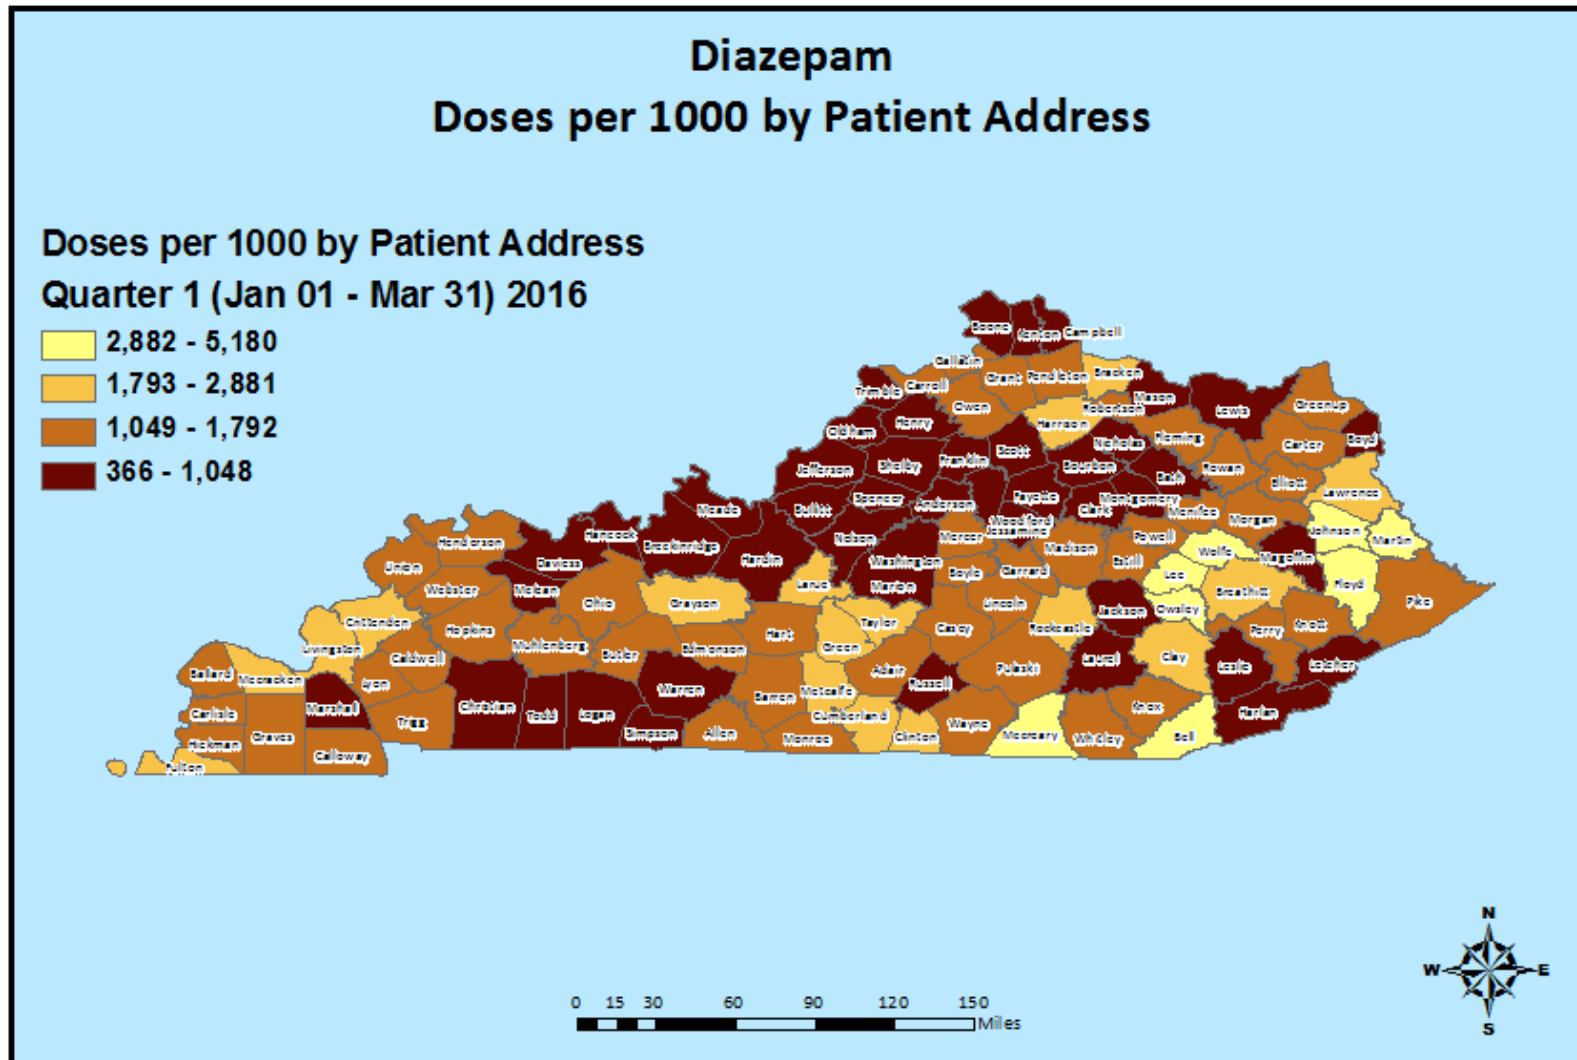 Diazepam
Doses per 1000 by Patient Address
Doses per 1000 by Patient Address
Quarter 1 (Jan 01 - Mar 31) 2016
2,882 - 5,180
1,793 - 2,881
1,049 - 1,792
366 - 1,048
Boone
Kenton
Campbell
Gallatin
Carroll
Trimble
Grant
Pendleton
Bracken
Owen
Robertson
Mason
Lewis
Greenup
Harrison
Henry
Oldham
Scott
Nicholas
Fleming
Carter
Boyd
Jefferson
Shelby
Franklin
Bourbon
Bath
Rowan
Elliott
Lawrence
Meade
Bullitt
Spencer
Anderson
Woodford
Fayette
Clark
Montgomery
Menifee
Morgan
Johnson
Martin
Henderson
Hancock
Daviess
Breckinridge
Hardin
Nelson
Washington
Mercer
Jessamine
Madison
Estill
Powell
Wolfe
Magoffin
Floyd
Pike
Union
Webster
McLean
Ohio
Grayson
Larue
Marion
Boyle
Garrard
Lee
Owsley
Breathitt
Knott
Perry
Crittenden
Livingston
Hopkins
Muhlenberg
Butler
Edmonson
Hart
Green
Taylor
Casey
Lincoln
Rockcastle
Jackson
Clay
Leslie
Letcher
Ballard
McCracken
Caldwell
Lyon
Marshall
Trigg
Christian
Todd
Logan
Warren
Barren
Metcalfe
Adair
Russell
Pulaski
Laurel
Knox
Harlan
Carlisle
Hickman
Graves
Calloway
Fulton
Simpson
Allen
Monroe
Cumberland
Clinton
Wayne
McCreary
Whitley
Bell
N
W
E
S
0 15 30 60 90 120 150
Miles